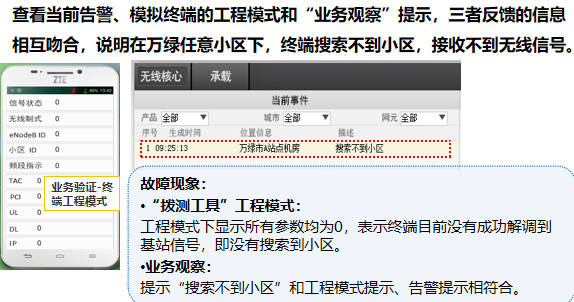 查看当前告警、模拟终端的工程模式和“业务观察”提示，三者反馈的信息
相互吻合，说明在万绿任意小区下，终端搜索不到小区，接收不到无线信号。
ZTE
49% 13:42
信号状态 0
无线制式 0
eNodeB ID 0
小区 ID 0
频段指示 0
TAC 0
PCI 0
UL 0
DL 0
IP 0
业务验证-终
端工程模式
无线核心 承载
当前事件
产品 全部 城市 全部 网元 全部
序号 生成时间 位置信息 描述
1 09:25:13 万绿市A站点机房 搜索不到小区
故障现象：
•“拨测工具”工程模式：
工程模式下显示所有参数均为0，表示终端目前没有成功解调到
基站信号，即没有搜索到小区。
•业务观察：
提示“搜索不到小区”和工程模式提示、告警提示相符合。